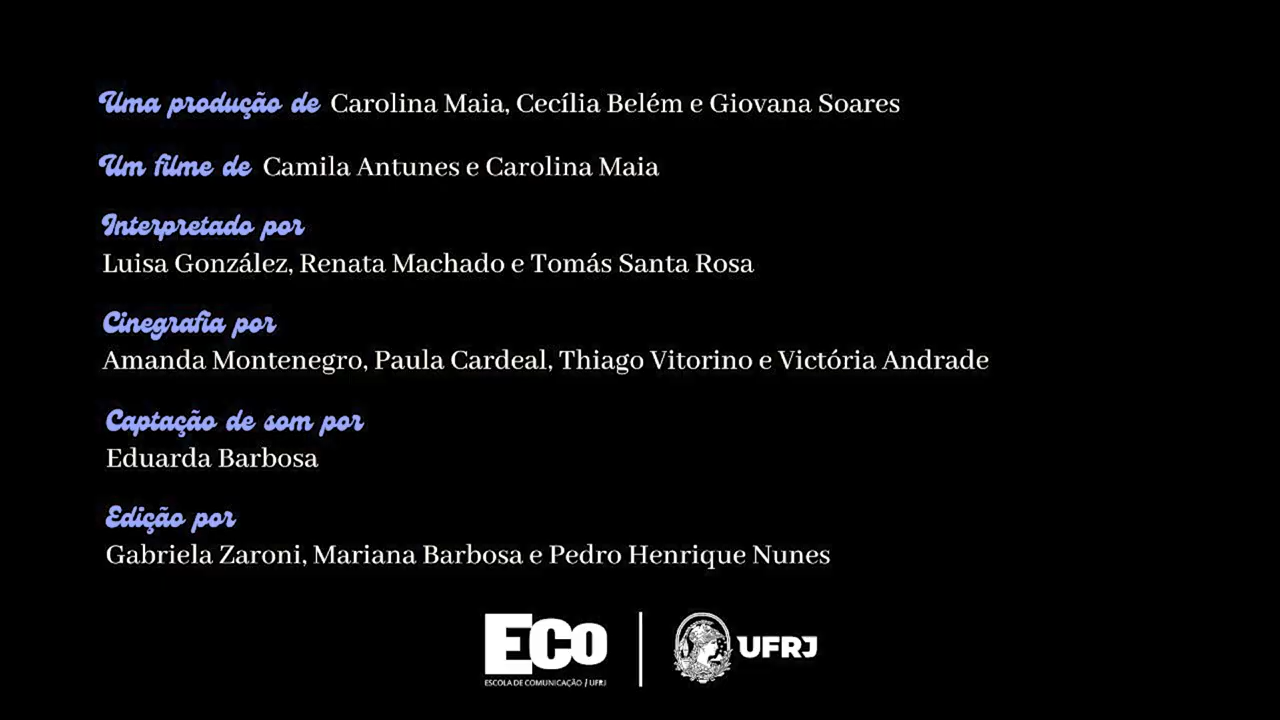 Uma produção de Carolina Maia, Cecília Belém e Giovana Soares
Um filme de Camila Antunes e Carolina Maia
Interpretado por
Luisa González, Renata Machado e Tomás Santa Rosa
Cinegrafia por
Amanda Montenegro, Paula Cardeal, Thiago Vitorino e Victória Andrade
Captação de som por
Eduarda Barbosa
Edição por
Gabriela Zaroni, Mariana Barbosa e Pedro Henrique Nunes
ECO
ESCOLA DE COMUNICAÇÃO / UFRJ
UFRJ